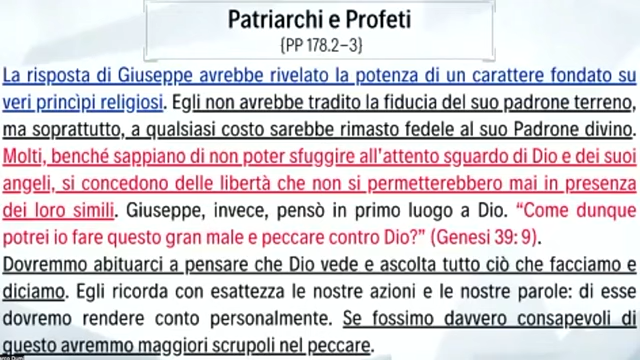 Patriarchi e Profeti
{PP 178.2–3}
La risposta di Giuseppe avrebbe rivelato la potenza di un carattere fondato su
veri princìpi religiosi. Egli non avrebbe tradito la fiducia del suo padrone terreno,
ma soprattutto, a qualsiasi costo sarebbe rimasto fedele al suo Padrone divino.
Molti, benché sappiano di non poter sfuggire all'attento sguardo di Dio e dei suoi
angeli, si concedono delle libertà che non si permetterebbero mai in presenza
dei loro simili. Giuseppe, invece, pensò in primo luogo a Dio. “Come dunque
potrei io fare questo gran male e peccare contro Dio?” (Genesi 39: 9).
Dovremmo abituarci a pensare che Dio vede e ascolta tutto ciò che facciamo e
diciamo. Egli ricorda con esattezza le nostre azioni e le nostre parole: di esse
dovremo rendere conto personalmente. Se fossimo davvero consapevoli di
questo avremmo maggiori scrupoli nel peccare.